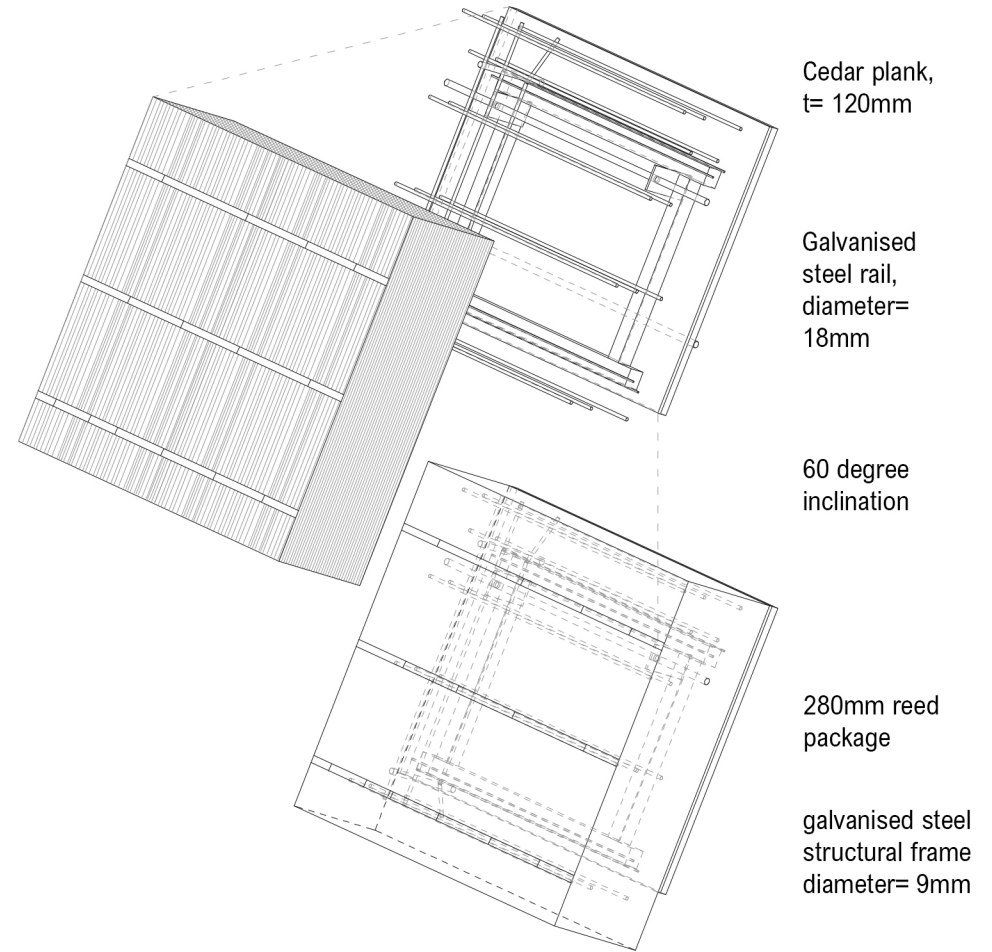 Cedar plank,
t= 120mm
Galvanised
steel rail,
diameter=
18mm
60 degree
inclination
280mm reed
package
galvanised steel
structural frame
diameter= 9mm